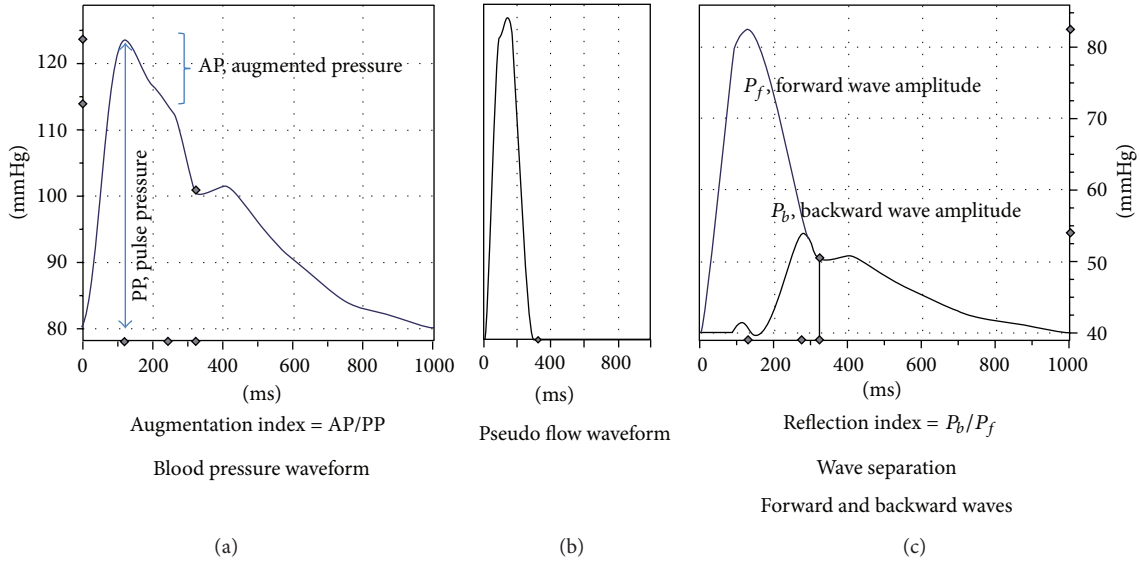 (mmHg)
120
110
100
90
80
AP, augmented pressure
PP, pulse pressure
0 200 400 600 800 1000
(ms)
Augmentation index = AP/PP
Blood pressure waveform
(a)
0 400 800
(ms)
Pseudo flow waveform
(b)
P_f, forward wave amplitude
P_b, backward wave amplitude
80
70
60
50
40
(mmHg)
0 200 400 600 800 1000
(ms)
Reflection index = P_b/P_f
Wave separation
Forward and backward waves
(c)